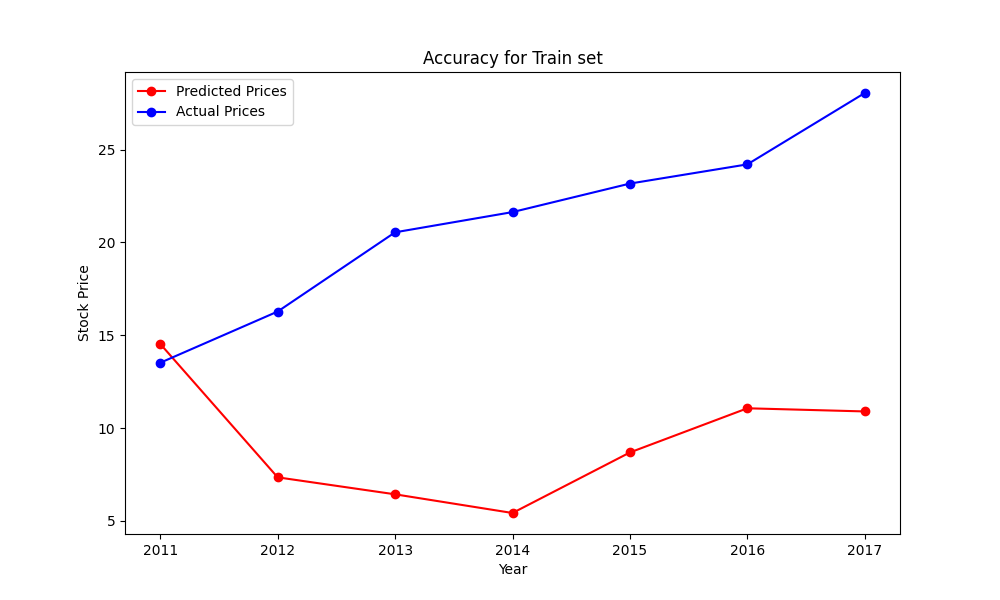 Accuracy for Train set
Predicted Prices
Actual Prices
25
20
15
10
5
Stock Price
2011 2012 2013 2014 2015 2016 2017
Year